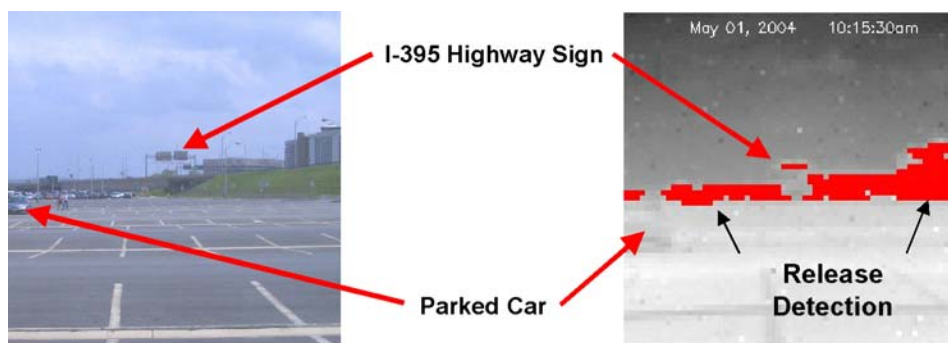 May 01, 2004 10:15:30am
I-395 Highway Sign
Parked Car
Release
Detection